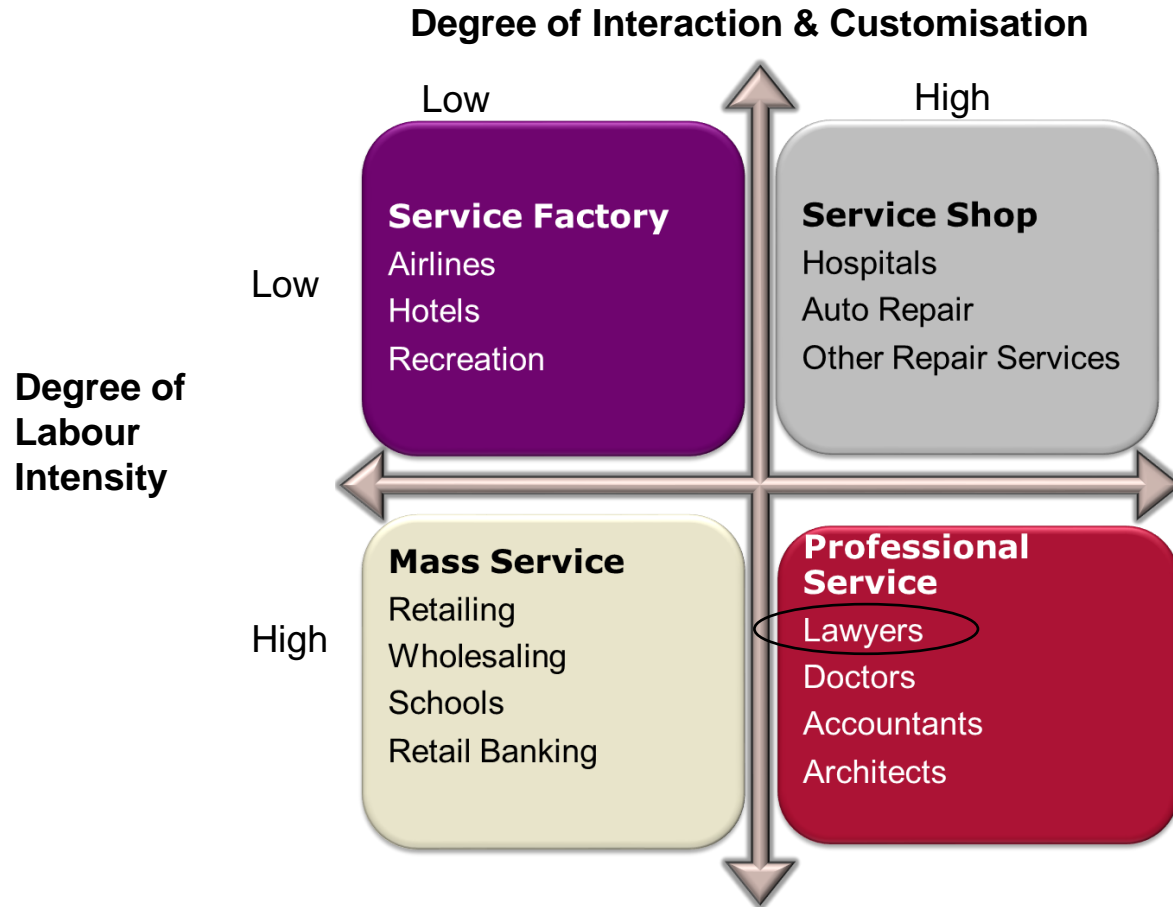 Degree of Interaction & Customisation
Low
High
Service Factory
Airlines
Hotels
Recreation
Service Shop
Hospitals
Auto Repair
Other Repair Services
Low
Degree of
Labour
Intensity
High
Mass Service
Retailing
Wholesaling
Schools
Retail Banking
Professional
Service
Lawyers
Doctors
Accountants
Architects